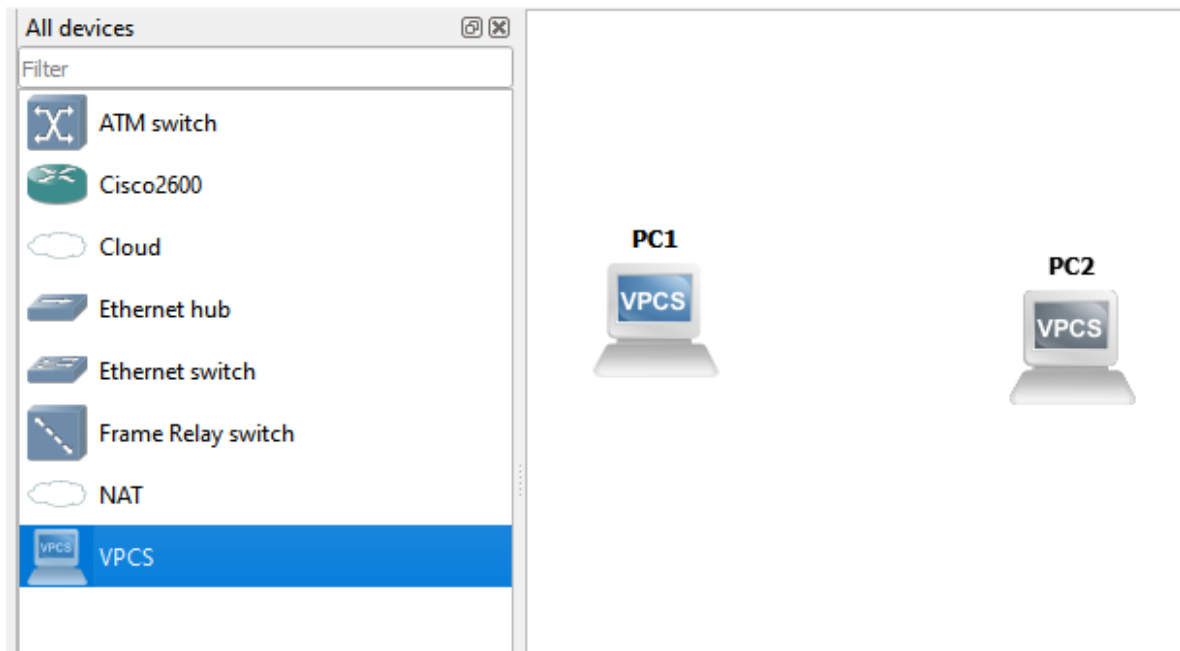 All devices
Filter
ATM switch
Cisco2600
Cloud
Ethernet hub
Ethernet switch
Frame Relay switch
NAT
VPCS
VPCS
PC1
VPCS
PC2
VPCS